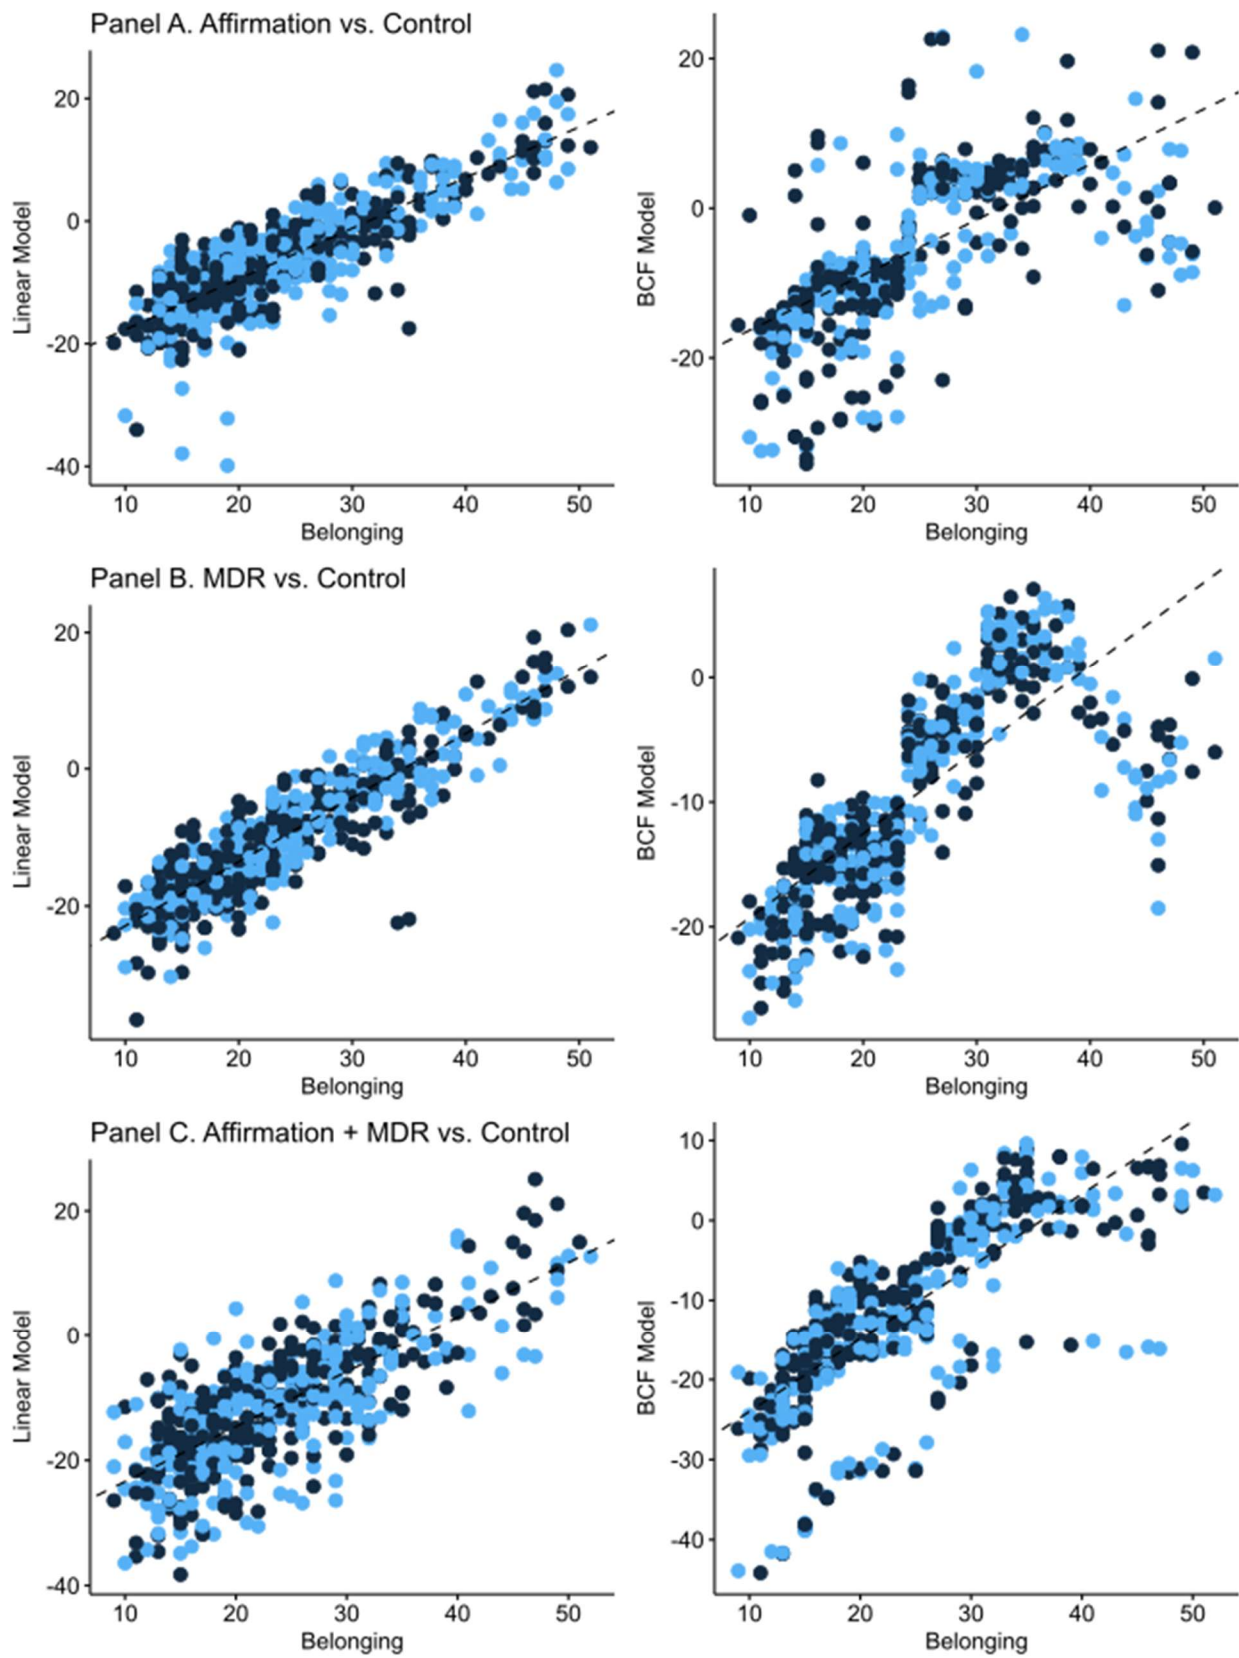 Panel A. Affirmation vs. Control
20
0
-20
-40
Linear Model
10 20 30 40 50
Belonging
20
0
-20
BCF Model
10 20 30 40 50
Belonging
Panel B. MDR vs. Control
20
0
-20
Linear Model
10 20 30 40 50
Belonging
0
-10
-20
BCF Model
10 20 30 40 50
Belonging
Panel C. Affirmation + MDR vs. Control
20
0
-20
-40
Linear Model
10 20 30 40 50
Belonging
10
0
-10
-20
-30
-40
BCF Model
10 20 30 40 50
Belonging